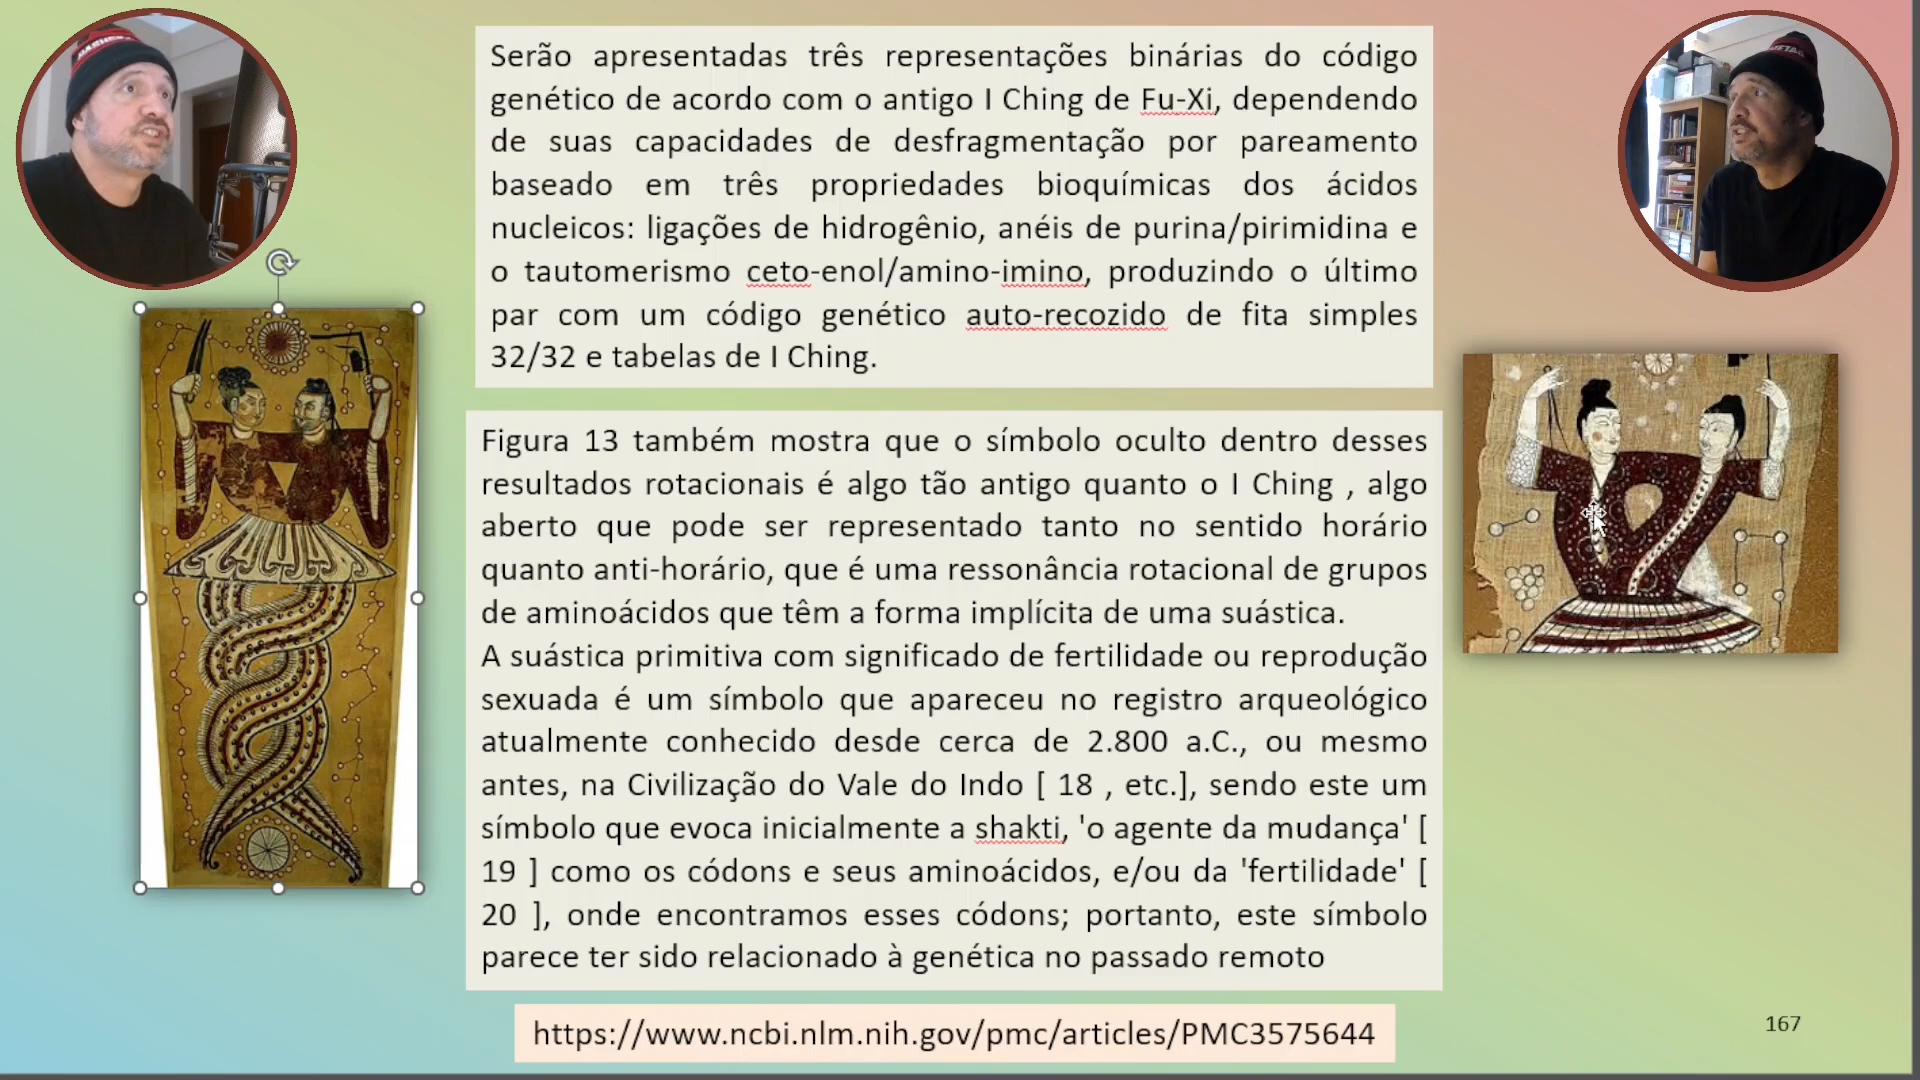 Serão apresentadas três representações binárias do código
genético de acordo com o antigo I Ching de Fu-Xi, dependendo
de suas capacidades de desfragmentação por pareamento
baseado em três propriedades bioquímicas dos ácidos
nucleicos: ligações de hidrogênio, anéis de purina/pirimidina e
o tautomerismo ceto-enol/amino-imino, produzindo o último
par com um código genético auto-recozido de fita simples
32/32 e tabelas de I Ching.
Figura 13 também mostra que o símbolo oculto dentro desses
resultados rotacionais é algo tão antigo quanto o I Ching , algo
aberto que pode ser representado tanto no sentido horário
quanto anti-horário, que é uma ressonância rotacional de grupos
de aminoácidos que têm a forma implícita de uma suástica.
A suástica primitiva com significado de fertilidade ou reprodução
sexuada é um símbolo que apareceu no registro arqueológico
atualmente conhecido desde cerca de 2.800 a.C., ou mesmo
antes, na Civilização do Vale do Indo [ 18 , etc.], sendo este um
símbolo que evoca inicialmente a shakti, 'o agente da mudança' [
19 ] como os códons e seus aminoácidos, e/ou da 'fertilidade' [
20 ], onde encontramos esses códons; portanto, este símbolo
parece ter sido relacionado à genética no passado remoto
https://www.ncbi.nlm.nih.gov/pmc/articles/PMC3575644
167